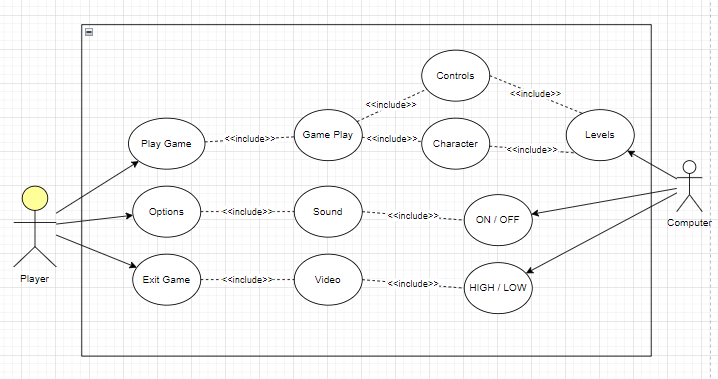 Controls
<<include>>
<<include>>
Play Game
<<include>>
Game Play
<<include>>
Character
<<include>>
Levels
Options
<<include>>
Sound
<<include>>
ON / OFF
Computer
Player
Exit Game
<<include>>
Video
<<include>>
HIGH / LOW